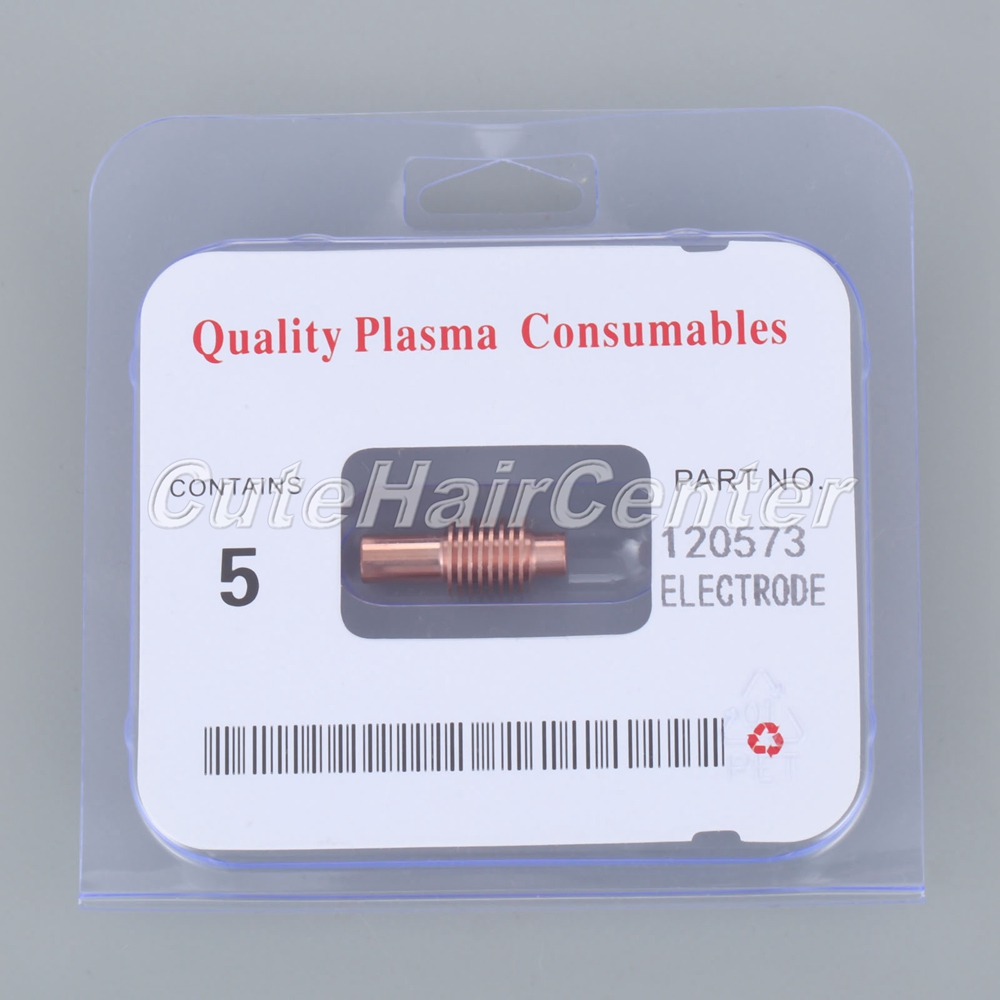 Quality Plasma Consumables
CuteHairCenter
CONTAINS
5
PART NO.
120573
ELECTRODE